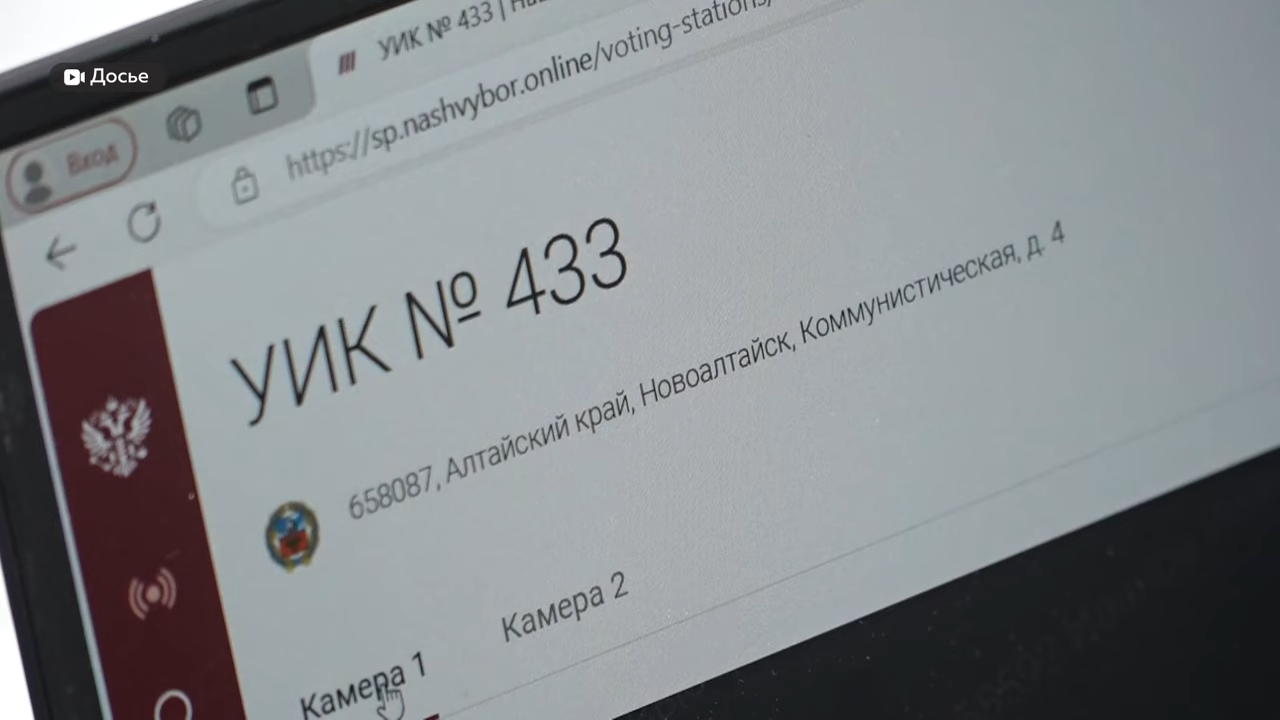 Досье
УИК № 433 |
Вход
https://sp.nashvybor.online/voting-stations/
УИК № 433
658087, Алтайский край, Новоалтайск, Коммунистическая, д. 4
Камера 1
Камера 2